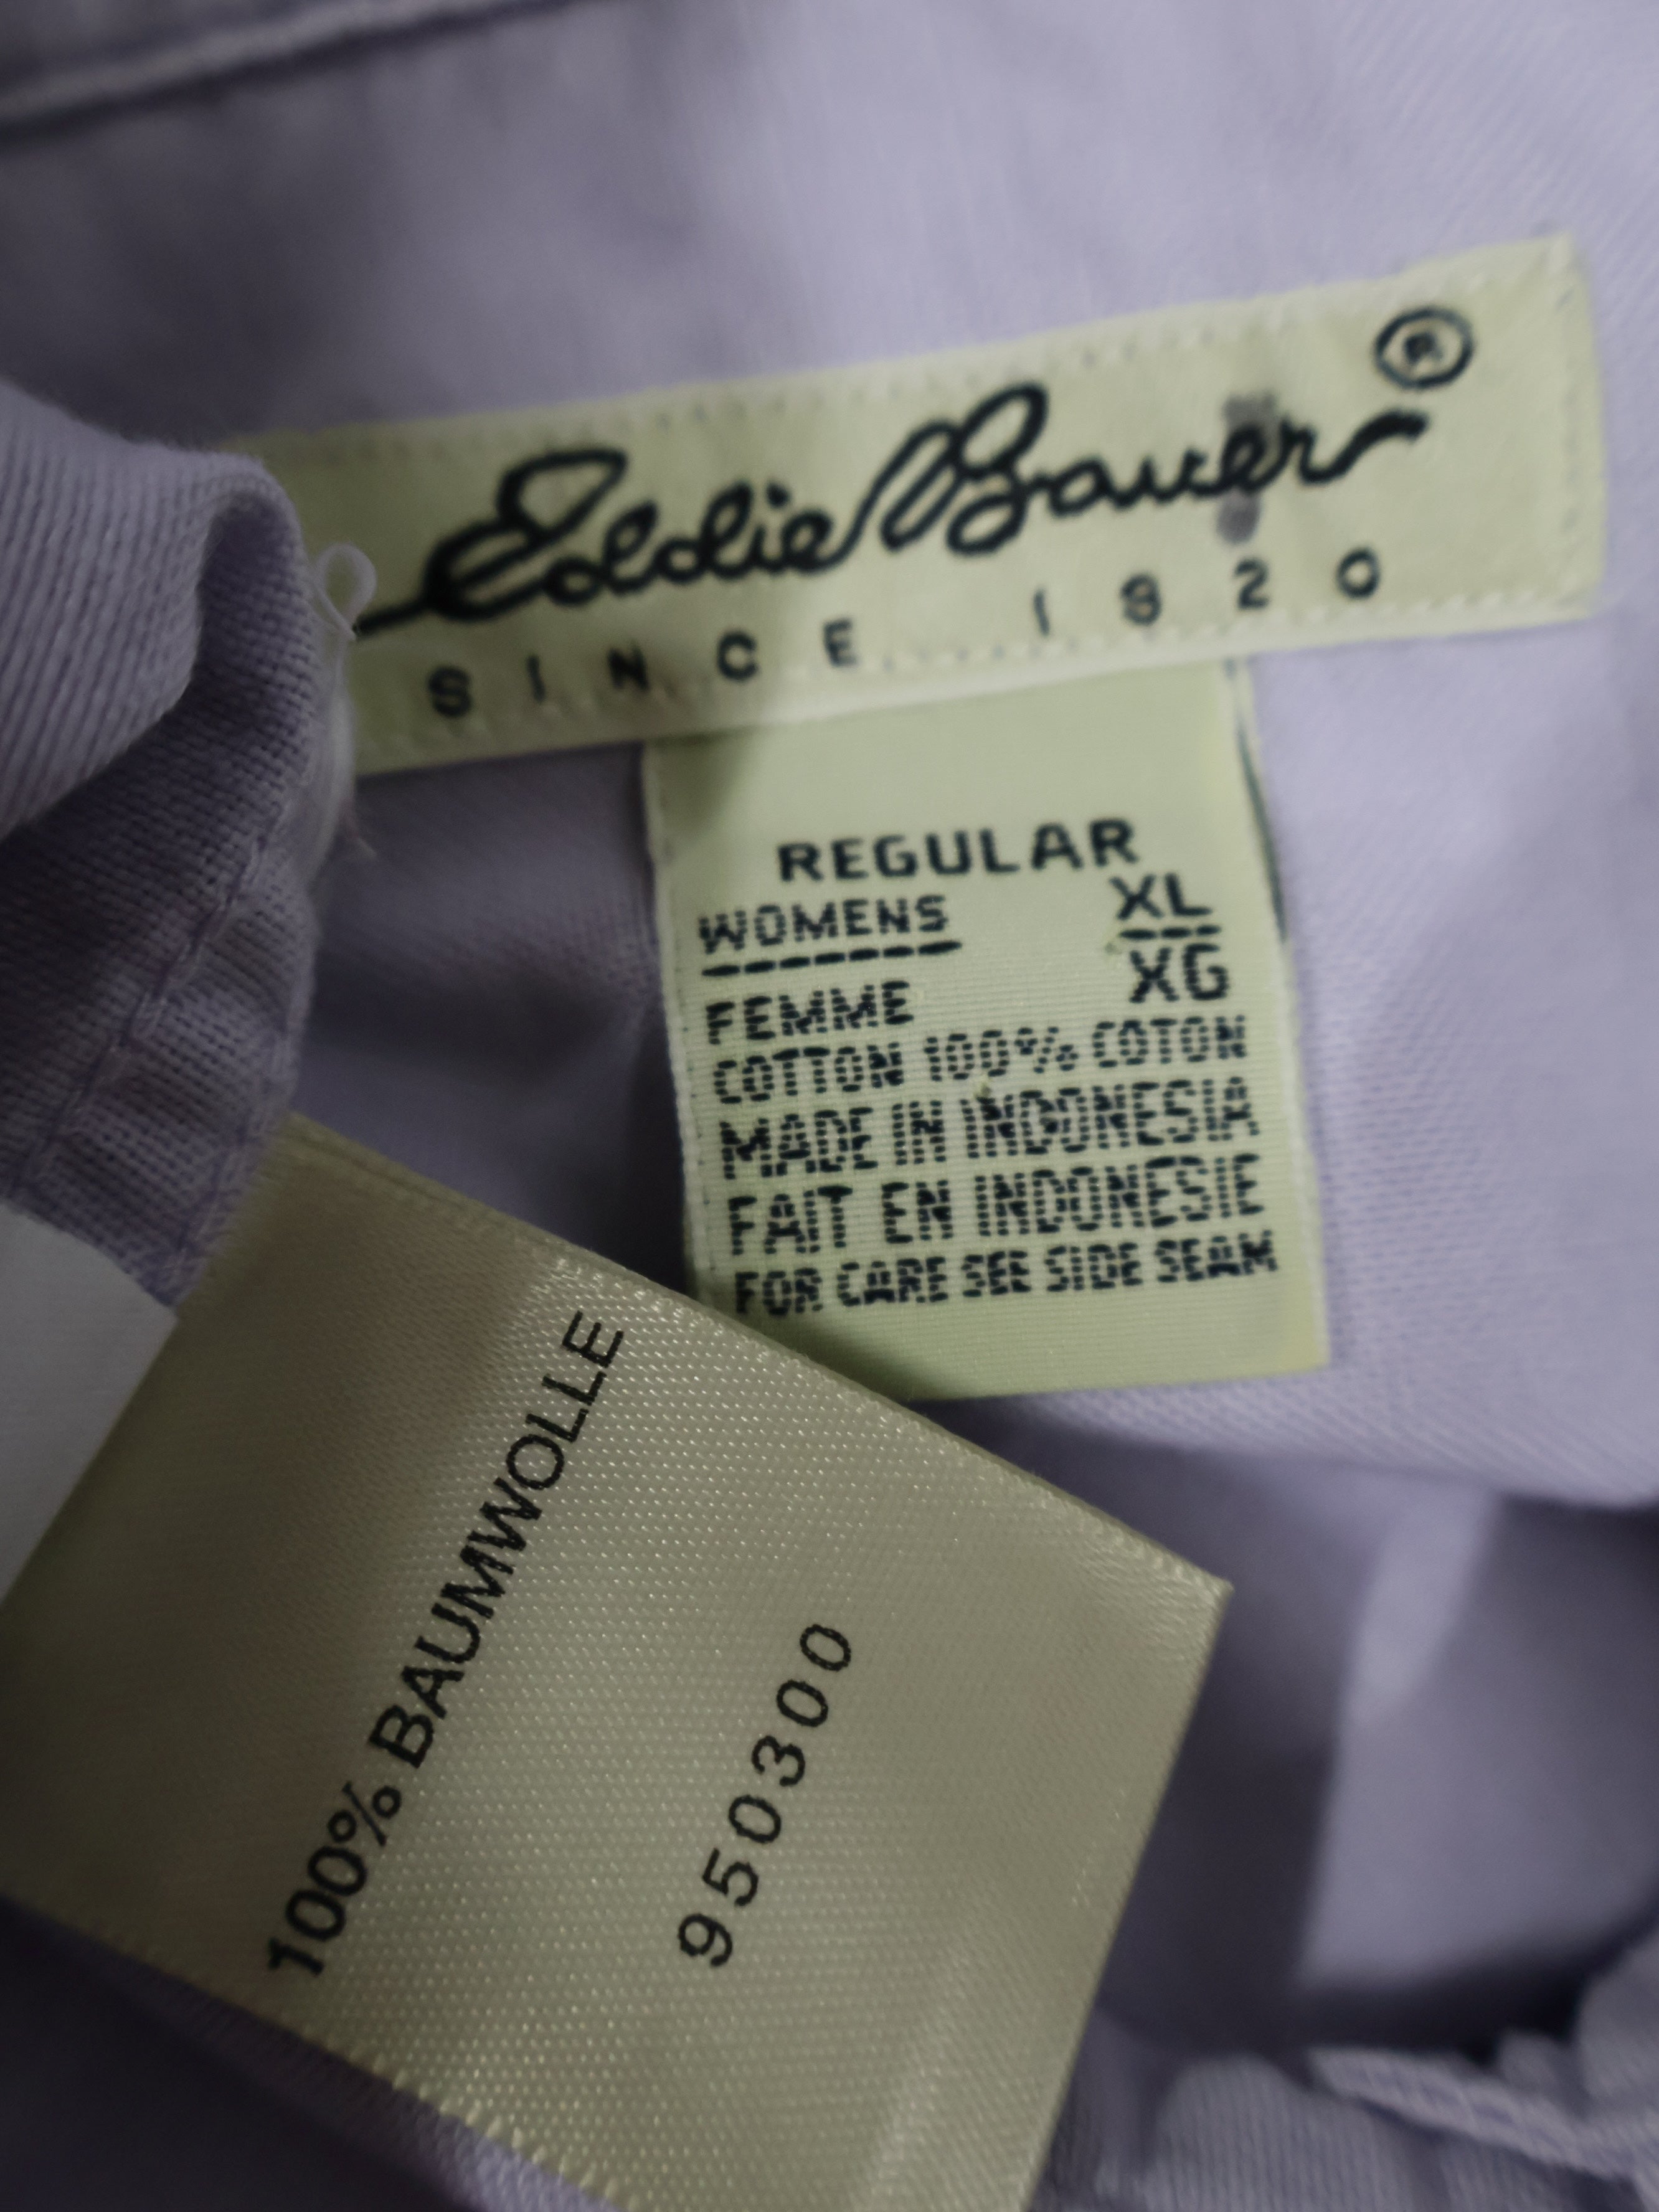 Eddie Bauer®
SINCE 1920
REGULAR
WOMENS XL
FEMME XG
COTTON 100% COTON
MADE IN INDONESIA
FAIT EN INDONESIE
FOR CARE SEE SIDE SEAM
100% BAUMWOLLE
950300